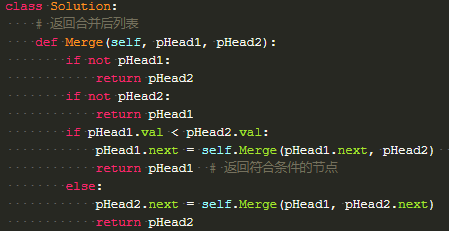 class Solution:
    # 返回合并后列表
    def Merge(self, pHead1, pHead2):
        if not pHead1:
            return pHead2
        if not pHead2:
            return pHead1
        if pHead1.val < pHead2.val:
            pHead1.next = self.Merge(pHead1.next, pHead2)
            return pHead1  # 返回符合条件的节点
        else:
            pHead2.next = self.Merge(pHead1, pHead2.next)
            return pHead2